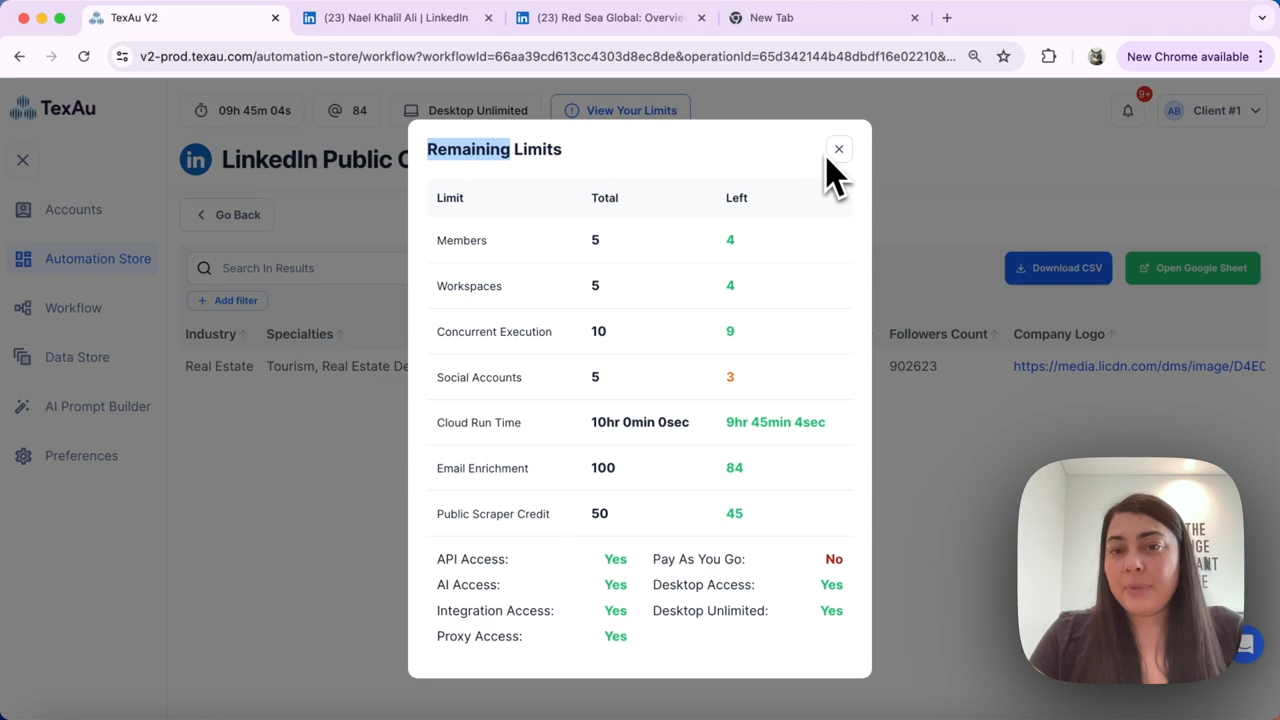 TexAu V2
(23) Nael Khalil Ali | LinkedIn
(23) Red Sea Global: Overvie
New Tab
v2-prod.texau.com/automation-store/workflow?workflowId=66aa39cd613cc4303d8ec8de&operationId=65d342144b48dbdf16e02210&...
New Chrome available
TexAu
09h 45m 04s
84
Desktop Unlimited
View Your Limits
9+
AB
Client #1
in
LinkedIn Public C
Remaining Limits
Accounts
Automation Store
Workflow
Data Store
AI Prompt Builder
Preferences
Go Back
Search In Results
Add filter
Download CSV
Open Google Sheet
Industry
Specialties
Followers Count
Company Logo
Real Estate
Tourism, Real Estate De
902623
https://media.licdn.com/dms/image/D4E0
Limit Total Left
Members 5 4
Workspaces 5 4
Concurrent Execution 10 9
Social Accounts 5 3
Cloud Run Time 10hr 0min 0sec 9hr 45min 4sec
Email Enrichment 100 84
Public Scraper Credit 50 45
API Access: Yes Pay As You Go: No
AI Access: Yes Desktop Access: Yes
Integration Access: Yes Desktop Unlimited: Yes
Proxy Access: Yes
THE